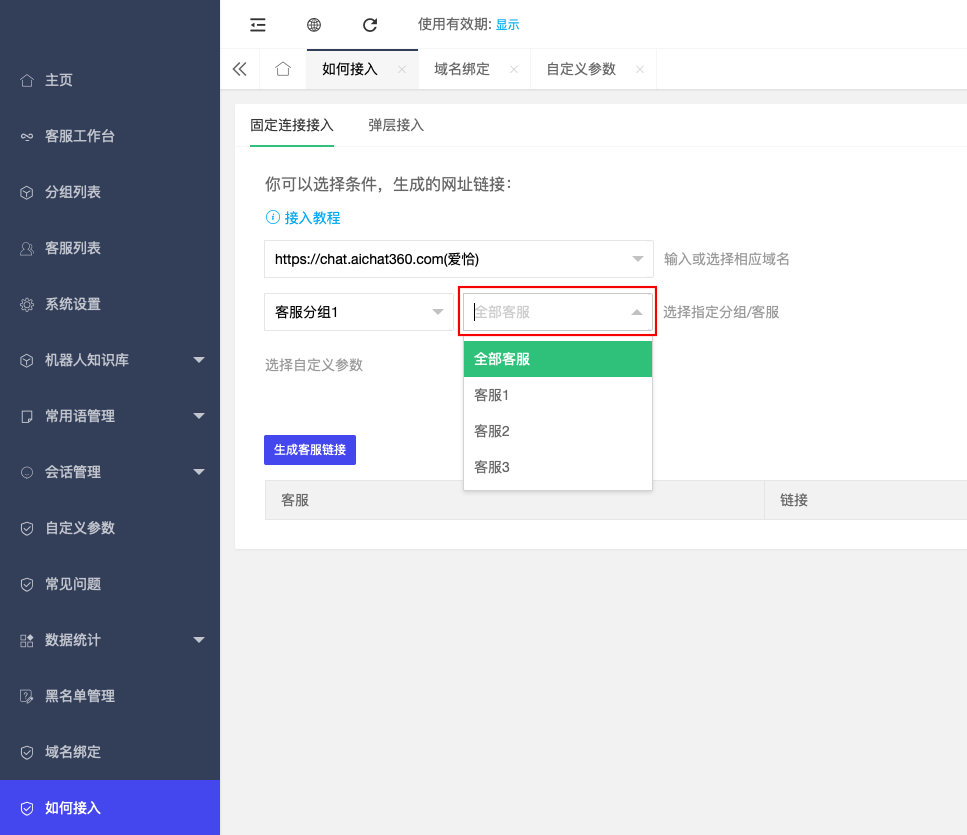 使用有效期: 显示
如何接入
域名绑定
自定义参数
主页
客服工作台
分组列表
客服列表
系统设置
机器人知识库
常用语管理
会话管理
自定义参数
常见问题
数据统计
黑名单管理
域名绑定
如何接入
固定连接接入
弹层接入
你可以选择条件，生成的网址链接：
接入教程
https://chat.aichat360.com(爱恰)
输入或选择相应域名
客服分组1
全部客服
选择指定分组/客服
全部客服
客服1
客服2
客服3
选择自定义参数
生成客服链接
客服
链接